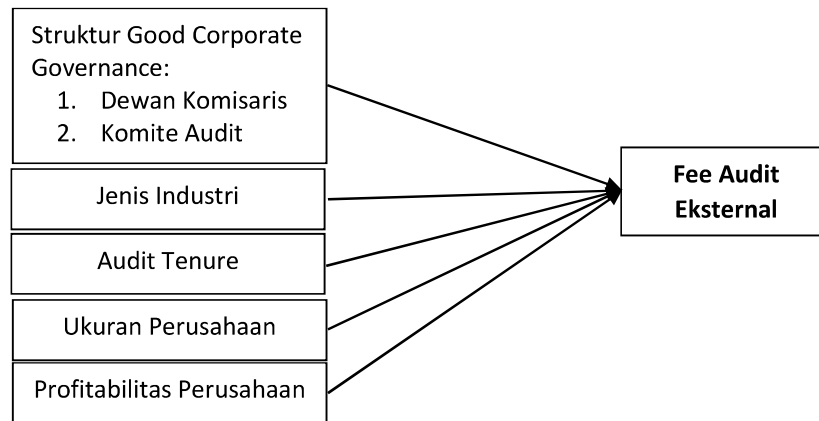 Struktur Good Corporate
Governance:
1. Dewan Komisaris
2. Komite Audit
Jenis Industri
Audit Tenure
Ukuran Perusahaan
Profitabilitas Perusahaan
Fee Audit
Eksternal